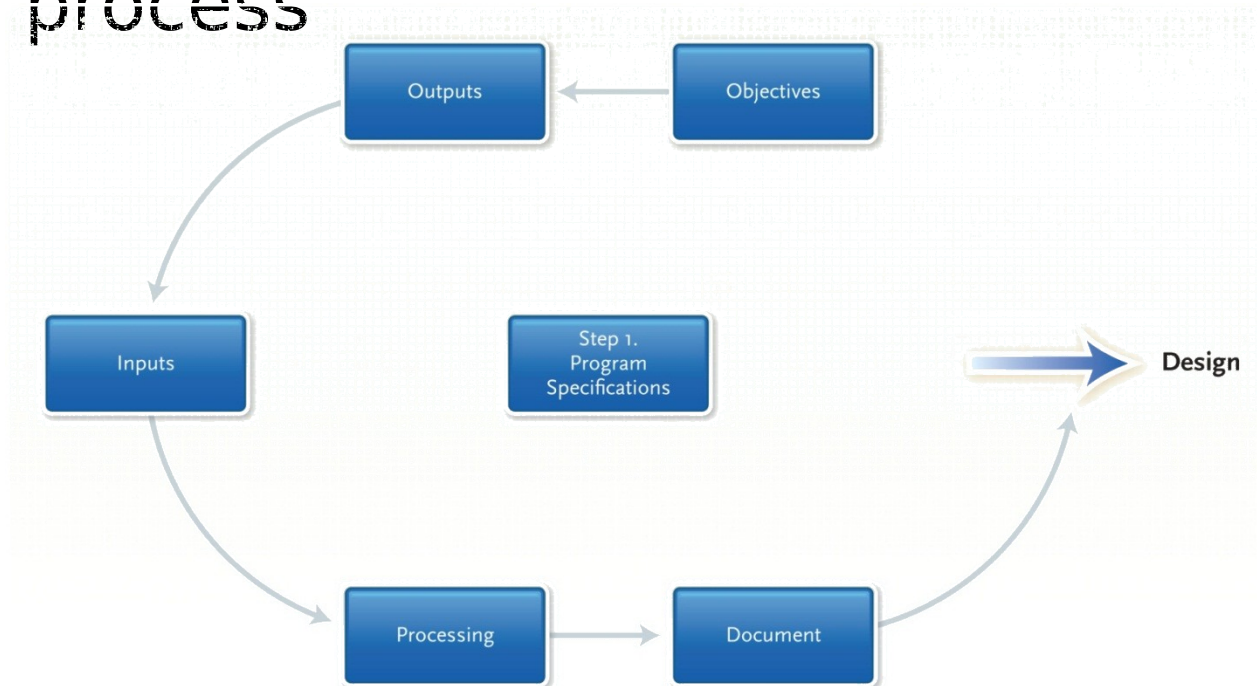 process
Outputs
Objectives
Inputs
Step 1.
Program
Specifications
Design
Processing
Document